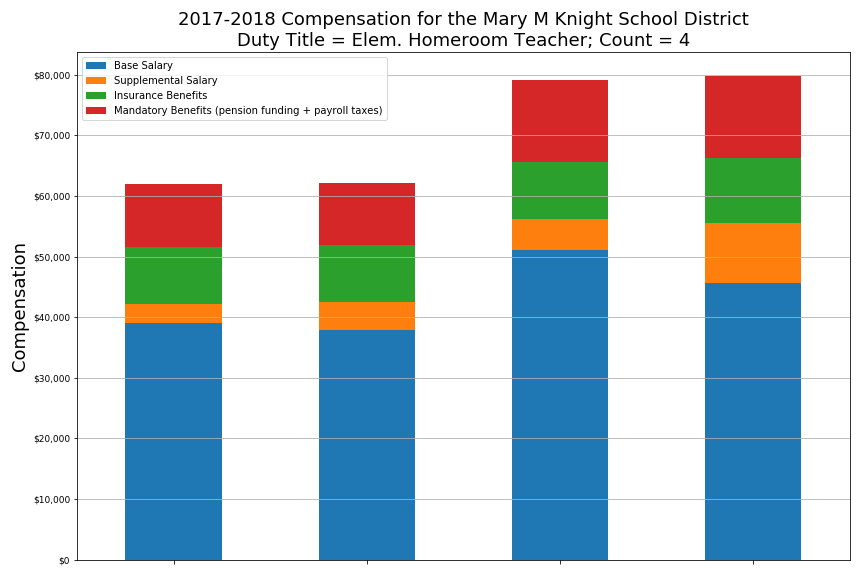 2017-2018 Compensation for the Mary M Knight School District
Duty Title = Elem. Homeroom Teacher; Count = 4
Base Salary
Supplemental Salary
Insurance Benefits
Mandatory Benefits (pension funding + payroll taxes)
$80,000
$70,000
$60,000
$50,000
$40,000
$30,000
$20,000
$10,000
$0
Compensation